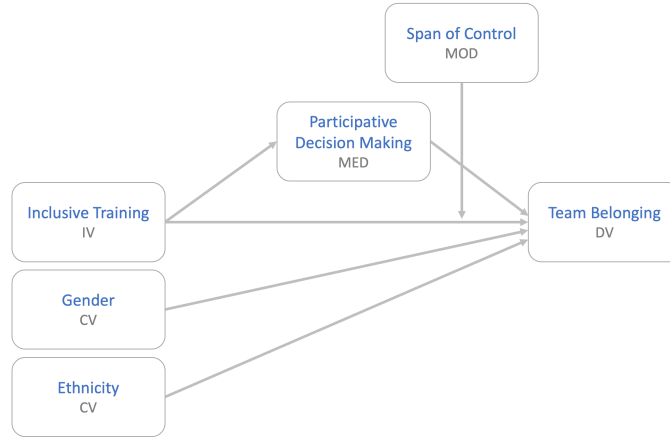 Span of Control
MOD
Participative
Decision Making
MED
Inclusive Training
IV
Team Belonging
DV
Gender
CV
Ethnicity
CV